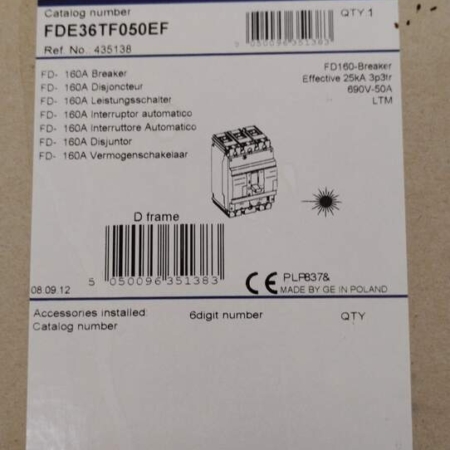 Catalog number
QTY 1
FDE36TF050EF
5 050096 351383
Ref. No. 435138
FD- 160A Breaker
FD- 160A Disjoncteur
FD- 160A Leistungsschalter
FD- 160A Interruptor automatico
FD- 160A Interruttore Automatico
FD- 160A Disjuntor
FD- 160A Vermogenschakelaar
FD160-Breaker
Effective 25kA 3p3tr
690V-50A
LTM
D frame
5 050096 351383
08.09.12
CE
PLP837&
MADE BY GE IN POLAND
Accessories installed:
6digit number
QTY
Catalog number